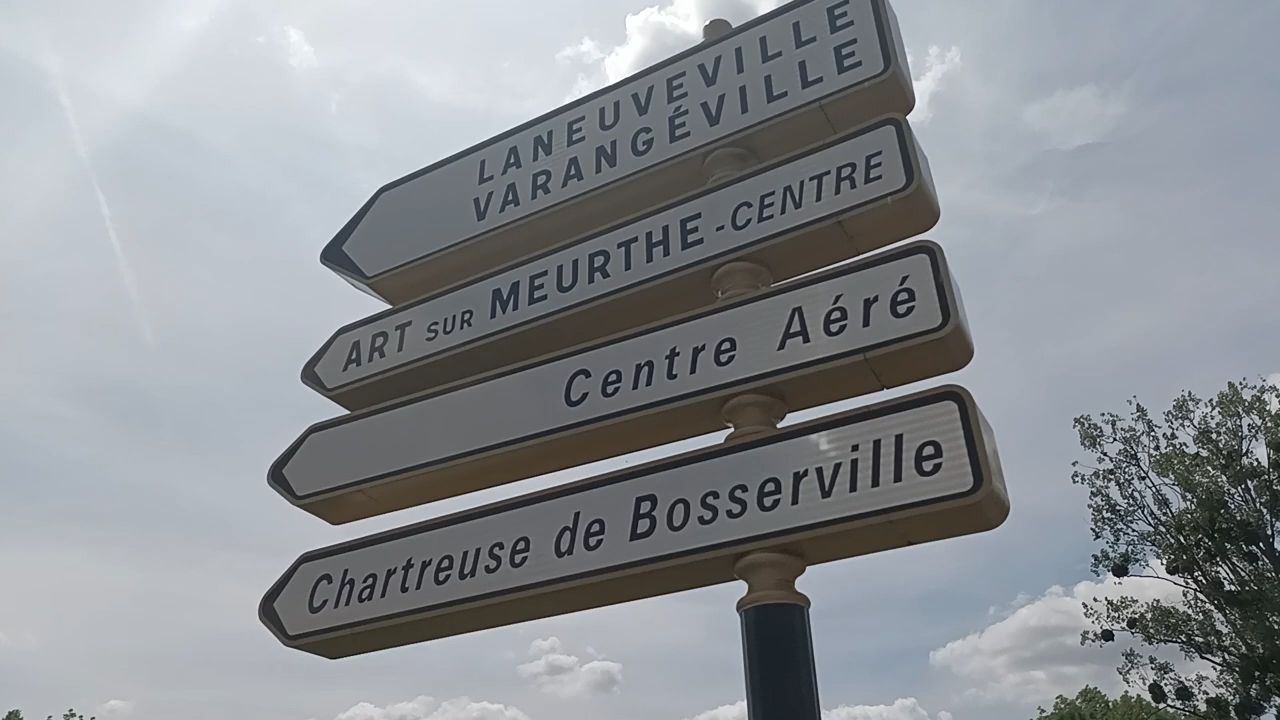 LANEUVEVILLE
VARANGÉVILLE
ART SUR MEURTHE-CENTRE
Centre Aéré
Chartreuse de Bosserville